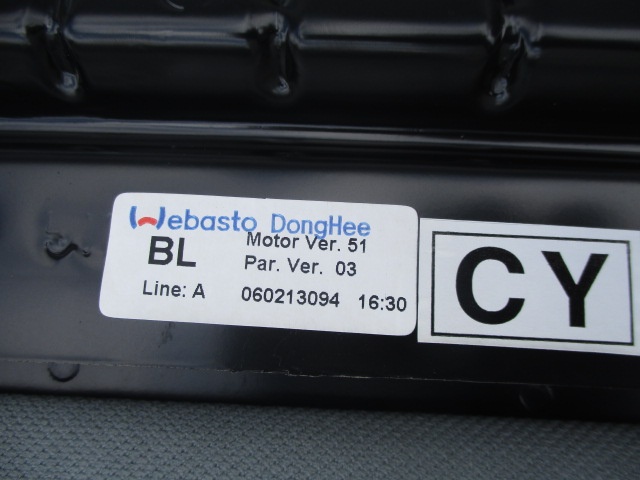 Webasto DongHee
BL Motor Ver. 51
Par. Ver. 03
Line: A 060213094 16:30
CY